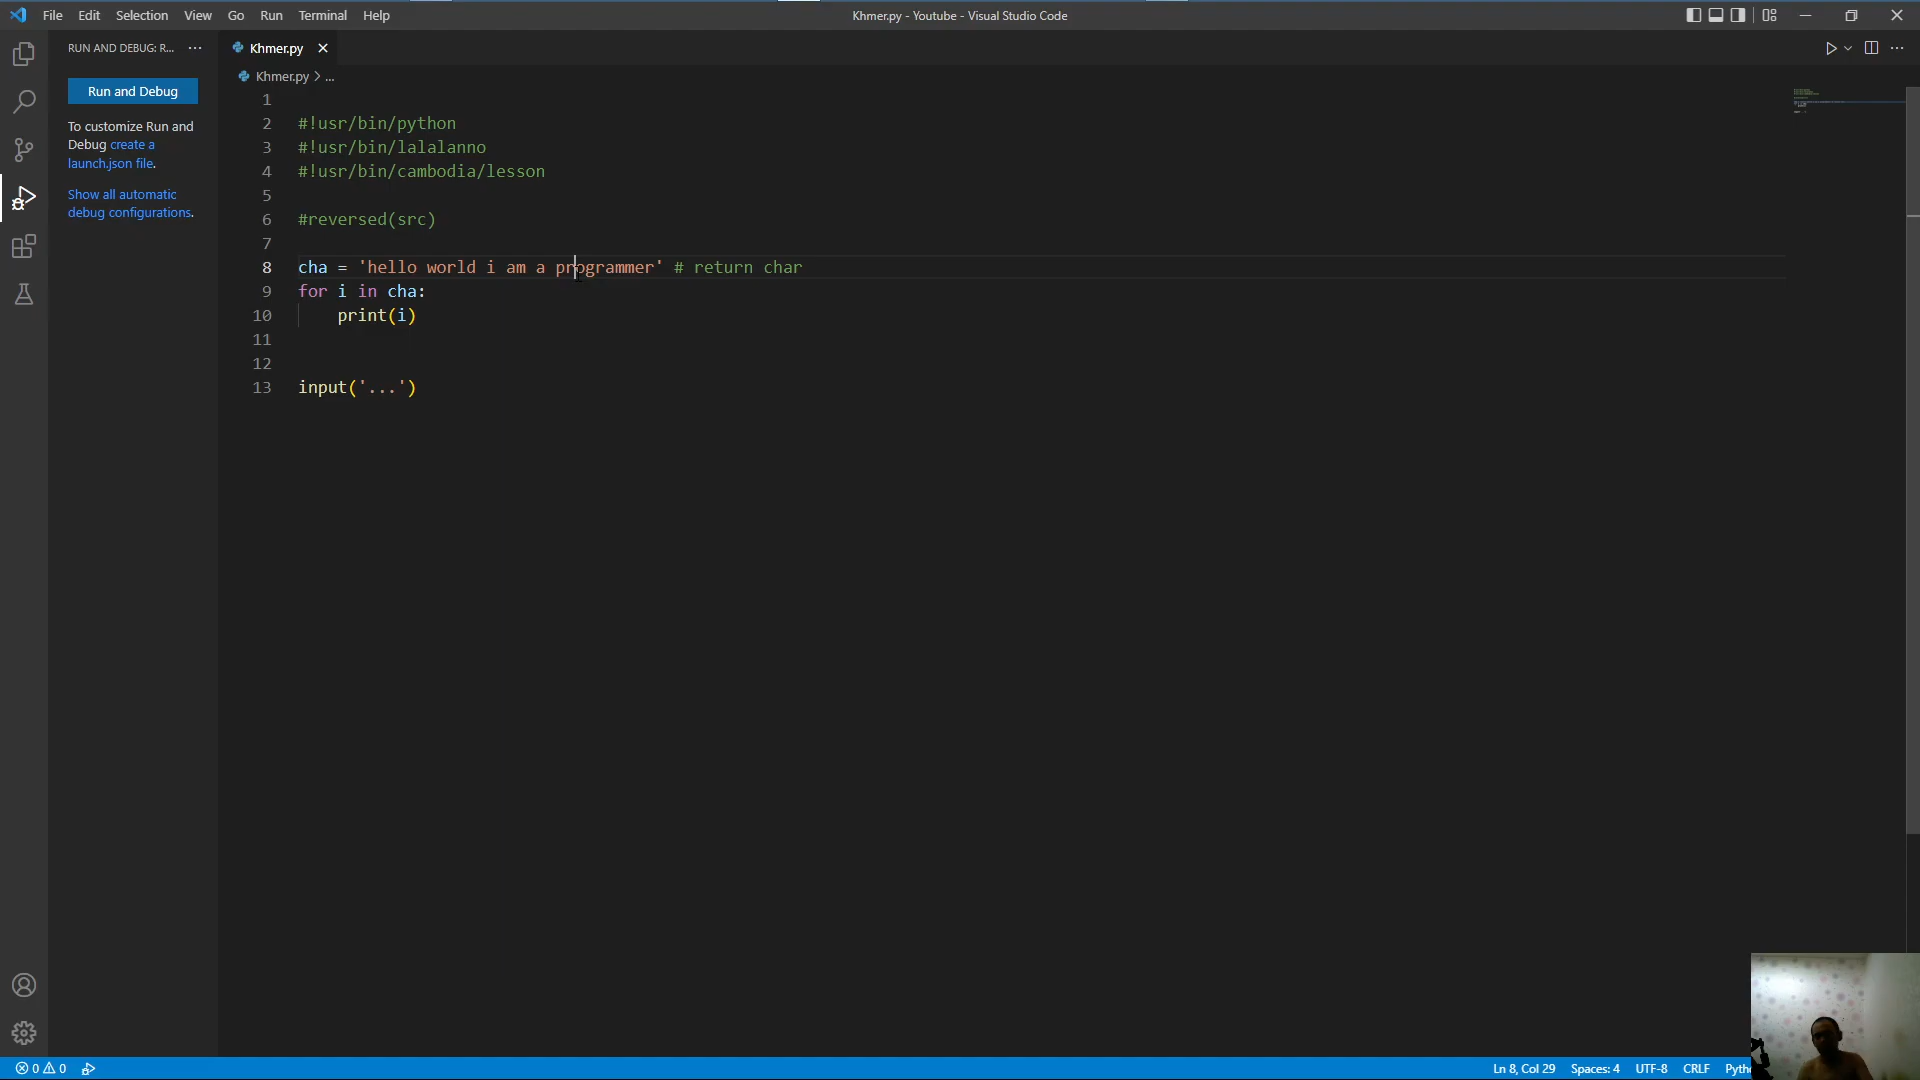 File Edit Selection View Go Run Terminal Help
Khmer.py - Youtube - Visual Studio Code
RUN AND DEBUG: R... ···
Khmer.py
Run and Debug
Khmer.py > ...
To customize Run and
Debug create a
launch.json file.
Show all automatic
debug configurations.
1
2 #!usr/bin/python
3 #!usr/bin/lalalanno
4 #!usr/bin/cambodia/lesson
5
6 #reversed(src)
7
8 cha = 'hello world i am a programmer' # return char
9 for i in cha:
10 print(i)
11
12
13 input('...')
0 0
Ln 8, Col 29 Spaces: 4 UTF-8 CRLF